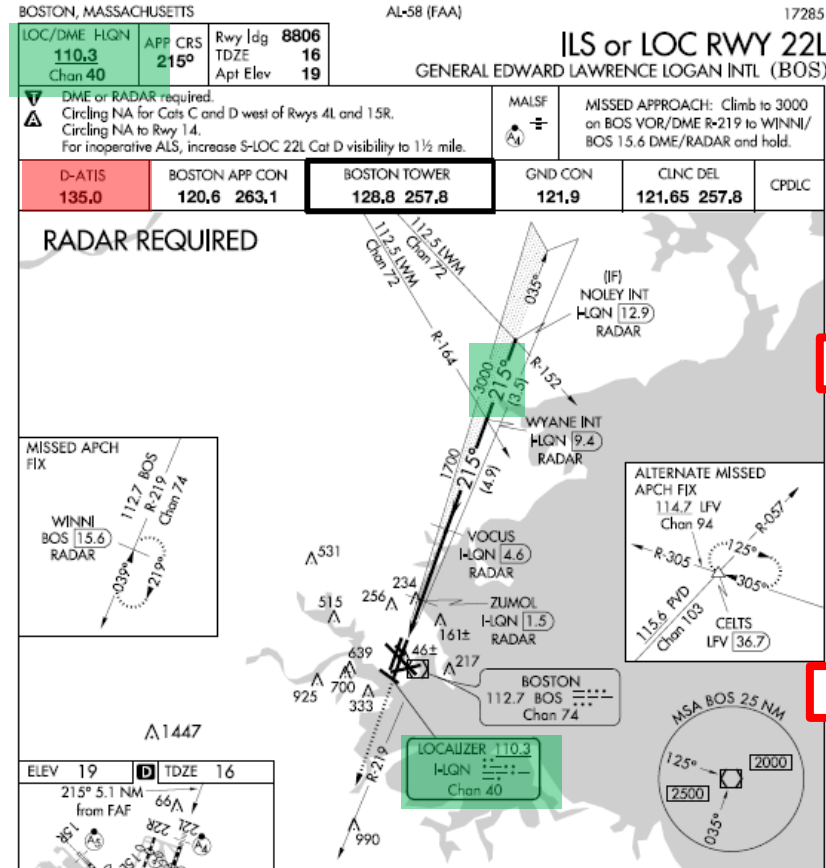 BOSTON, MASSACHUSETTS
AL-58 (FAA)
17285
LOC/DME I-LQN
110.3
Chan 40
APP CRS
215°
Rwy ldg 8806
TDZE 16
Apt Elev 19
ILS or LOC RWY 22L
GENERAL EDWARD LAWRENCE LOGAN INTL (BOS)
T
A
DME or RADAR required.
Circling NA for Cats C and D west of Rwys 4L and 15R.
Circling NA to Rwy 14.
For inoperative ALS, increase S-LOC 22L Cat D visibility to 1½ mile.
MALSF
A4
MISSED APPROACH: Climb to 3000
on BOS VOR/DME R-219 to WINNI/
BOS 15.6 DME/RADAR and hold.
D-ATIS
135.0
BOSTON APP CON
120.6 263.1
BOSTON TOWER
128.8 257.8
GND CON
121.9
CLNC DEL
121.65 257.8
CPDLC
RADAR REQUIRED
112.5 LWM
Chan 72
112.5 LWM
Chan 72
035°
(IF)
NOLEY INT
I-LQN 12.9
RADAR
R-164
R-152
3000
215°
(3.5)
WYANE INT
I-LQN 9.4
RADAR
1700
215°
(4.9)
MISSED APCH
FIX
112.7 BOS
R-219
Chan 74
WINNI
BOS 15.6
RADAR
039°
219°
ALTERNATE MISSED
APCH FIX
114.7 LFV
Chan 94
R-057
R-305
125°
305°
115.6 PVD
Chan 103
CELTS
LFV 36.7
VOCUS
I-LQN 4.6
RADAR
531
234
256
515
ZUMOL
I-LQN 1.5
RADAR
161±
46±
217
639
700
925
333
BOSTON
112.7 BOS
Chan 74
1447
R-219
LOCALIZER 110.3
I-LQN
Chan 40
990
MSA BOS 25 NM
125°
2000
2500
035°
ELEV 19
D TDZE 16
215° 5.1 NM
from FAF
66
22R
22L
15R
A5
A4